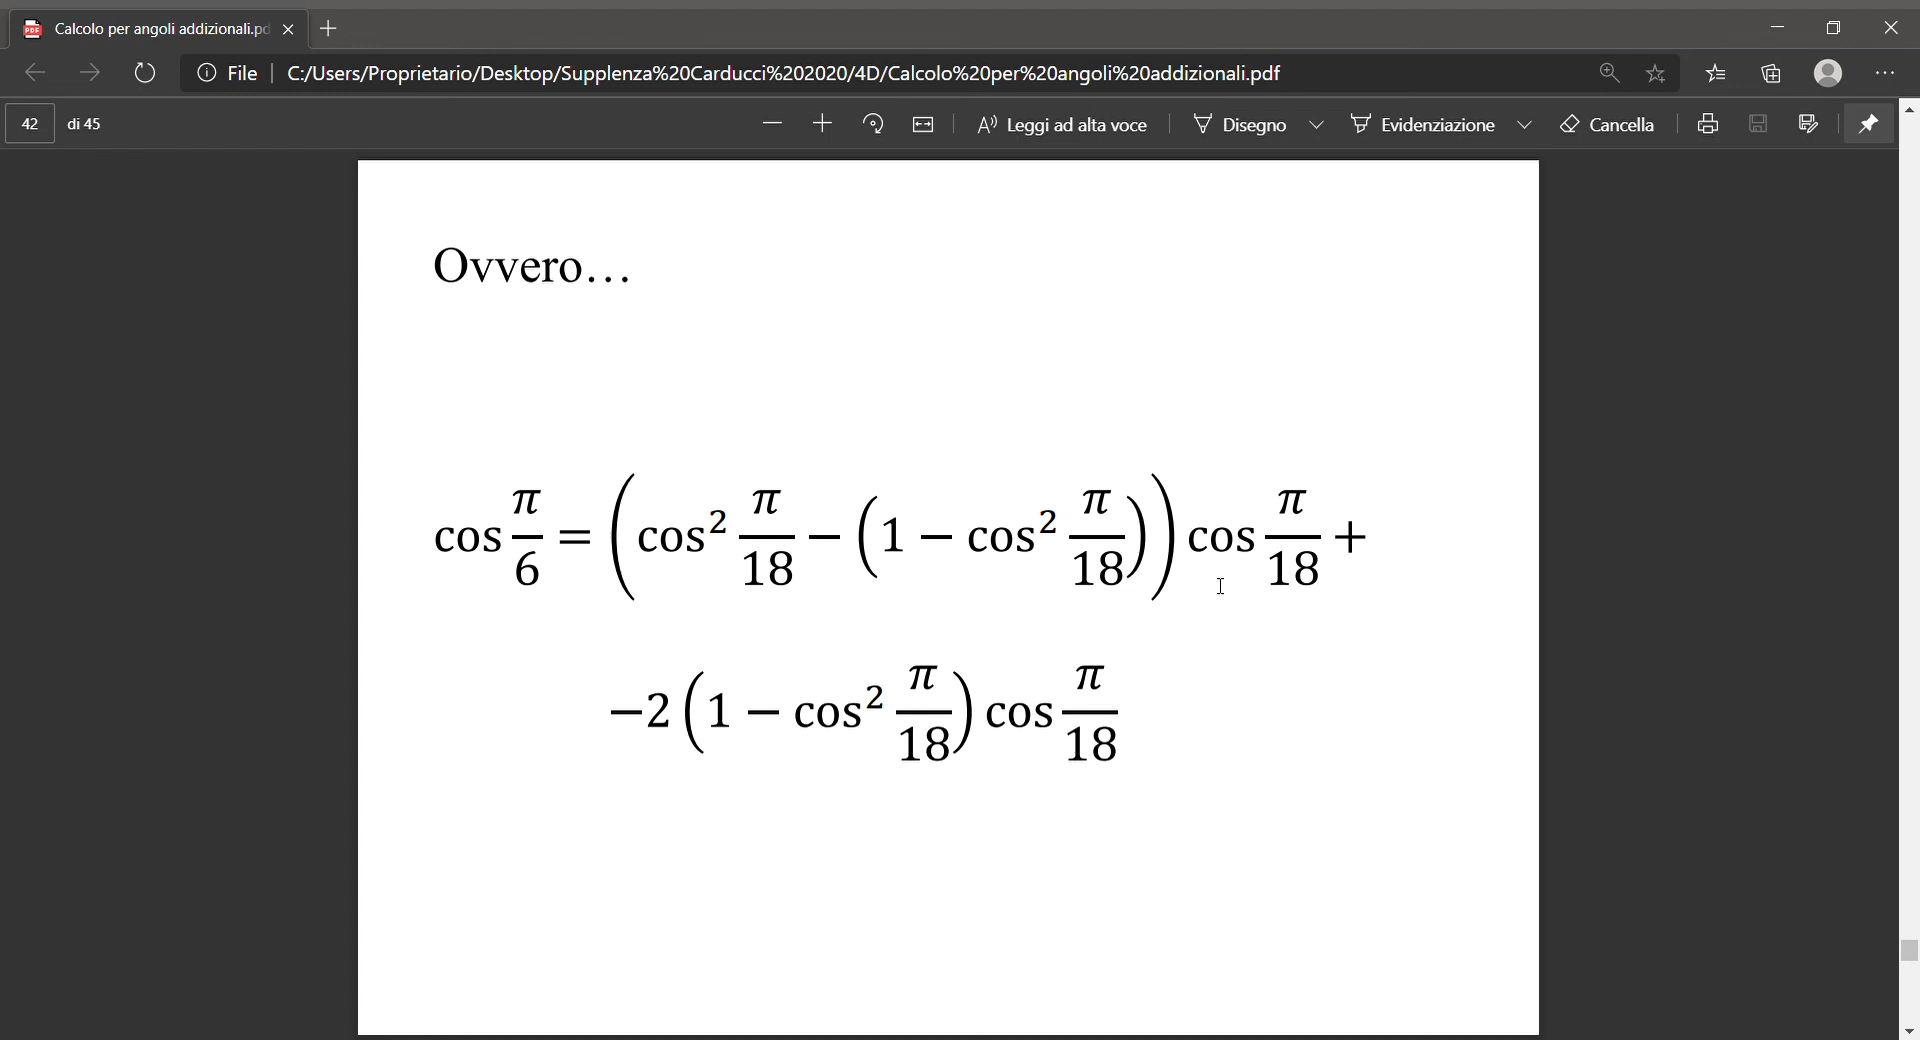 Calcolo per angoli addizionali.pd
File | C:/Users/Proprietario/Desktop/Supplenza%20Carducci%202020/4D/Calcolo%20per%20angoli%20addizionali.pdf
42 di 45 Leggi ad alta voce Disegno Evidenziazione Cancella
Ovvero…
cos π/6 = (cos² π/18 − (1 − cos² π/18)) cos π/18 +
−2 (1 − cos² π/18) cos π/18